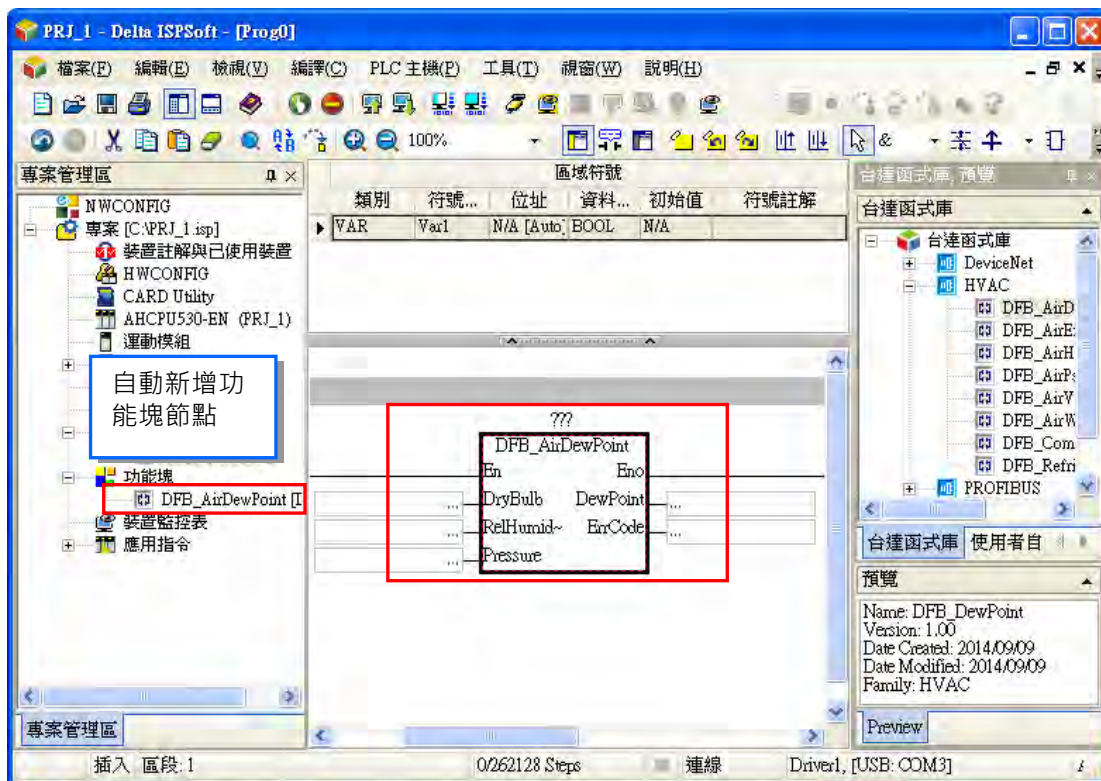 PRJ_1 - Delta ISPSoft - [Prog0]
檔案(F) 編輯(E) 檢視(V) 編譯(C) PLC 主機(P) 工具(T) 視窗(W) 說明(H)
100%
&
專案管理區
NWCONFIG
專案 [C:\PRJ_1.isp]
裝置註解與已使用裝置
HWCONFIG
CARD Utility
AHCPU530-EN (PRJ_1)
運動模組
自動新增功
能塊節點
功能塊
DFB_AirDewPoint [I
裝置監控表
應用指令
專案管理區
區域符號
類別 符號... 位址 資料... 初始值 符號註解
VAR Var1 N/A [Auto] BOOL N/A
???
DFB_AirDewPoint
En Eno
... DryBulb DewPoint ...
... RelHumid~ ErrCode ...
... Pressure
台達函式庫, 預覽
台達函式庫
台達函式庫
DeviceNet
HVAC
DFB_AirD
DFB_AirE
DFB_AirH
DFB_AirPs
DFB_AirV
DFB_AirW
DFB_Com
DFB_Refri
PROFIBUS
台達函式庫 使用者自
預覽
Name: DFB_DewPoint
Version: 1.00
Date Created: 2014/09/09
Date Modified: 2014/09/09
Family: HVAC
Preview
插入 區段:1 0/262128 Steps 連線 Driver1, [USB: COM3]